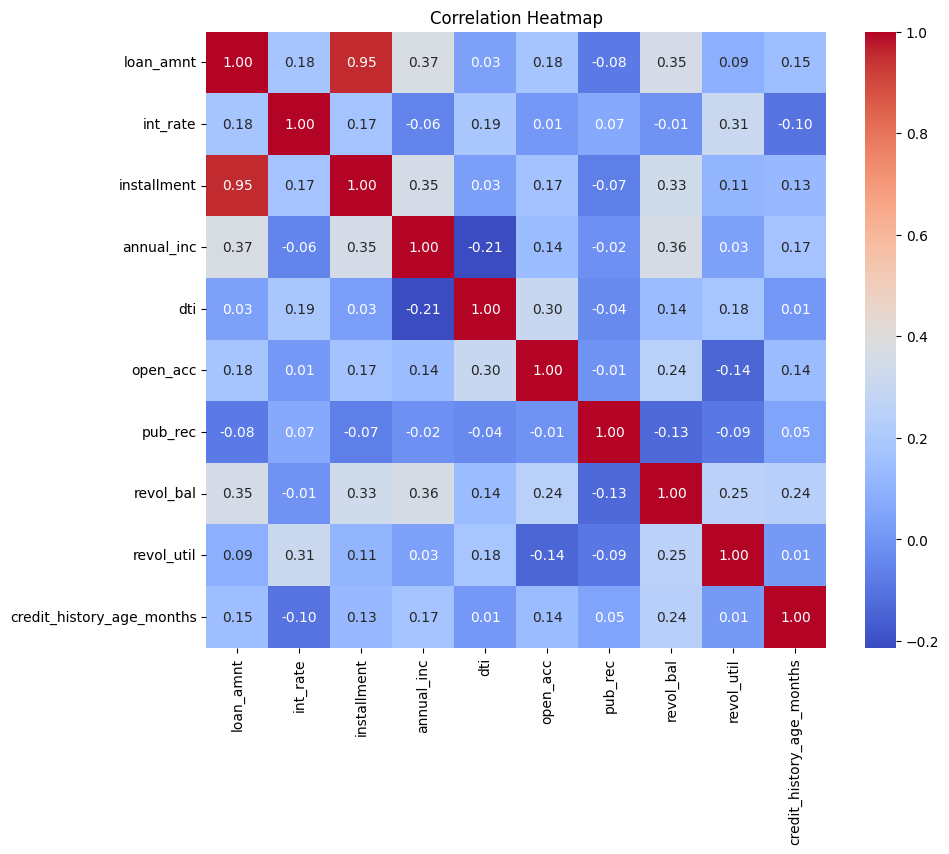 Correlation Heatmap
loan_amnt 1.00 0.18 0.95 0.37 0.03 0.18 -0.08 0.35 0.09 0.15
int_rate 0.18 1.00 0.17 -0.06 0.19 0.01 0.07 -0.01 0.31 -0.10
installment 0.95 0.17 1.00 0.35 0.03 0.17 -0.07 0.33 0.11 0.13
annual_inc 0.37 -0.06 0.35 1.00 -0.21 0.14 -0.02 0.36 0.03 0.17
dti 0.03 0.19 0.03 -0.21 1.00 0.30 -0.04 0.14 0.18 0.01
open_acc 0.18 0.01 0.17 0.14 0.30 1.00 -0.01 0.24 -0.14 0.14
pub_rec -0.08 0.07 -0.07 -0.02 -0.04 -0.01 1.00 -0.13 -0.09 0.05
revol_bal 0.35 -0.01 0.33 0.36 0.14 0.24 -0.13 1.00 0.25 0.24
revol_util 0.09 0.31 0.11 0.03 0.18 -0.14 -0.09 0.25 1.00 0.01
credit_history_age_months 0.15 -0.10 0.13 0.17 0.01 0.14 0.05 0.24 0.01 1.00
loan_amnt
int_rate
installment
annual_inc
dti
open_acc
pub_rec
revol_bal
revol_util
credit_history_age_months
1.0
0.8
0.6
0.4
0.2
0.0
−0.2